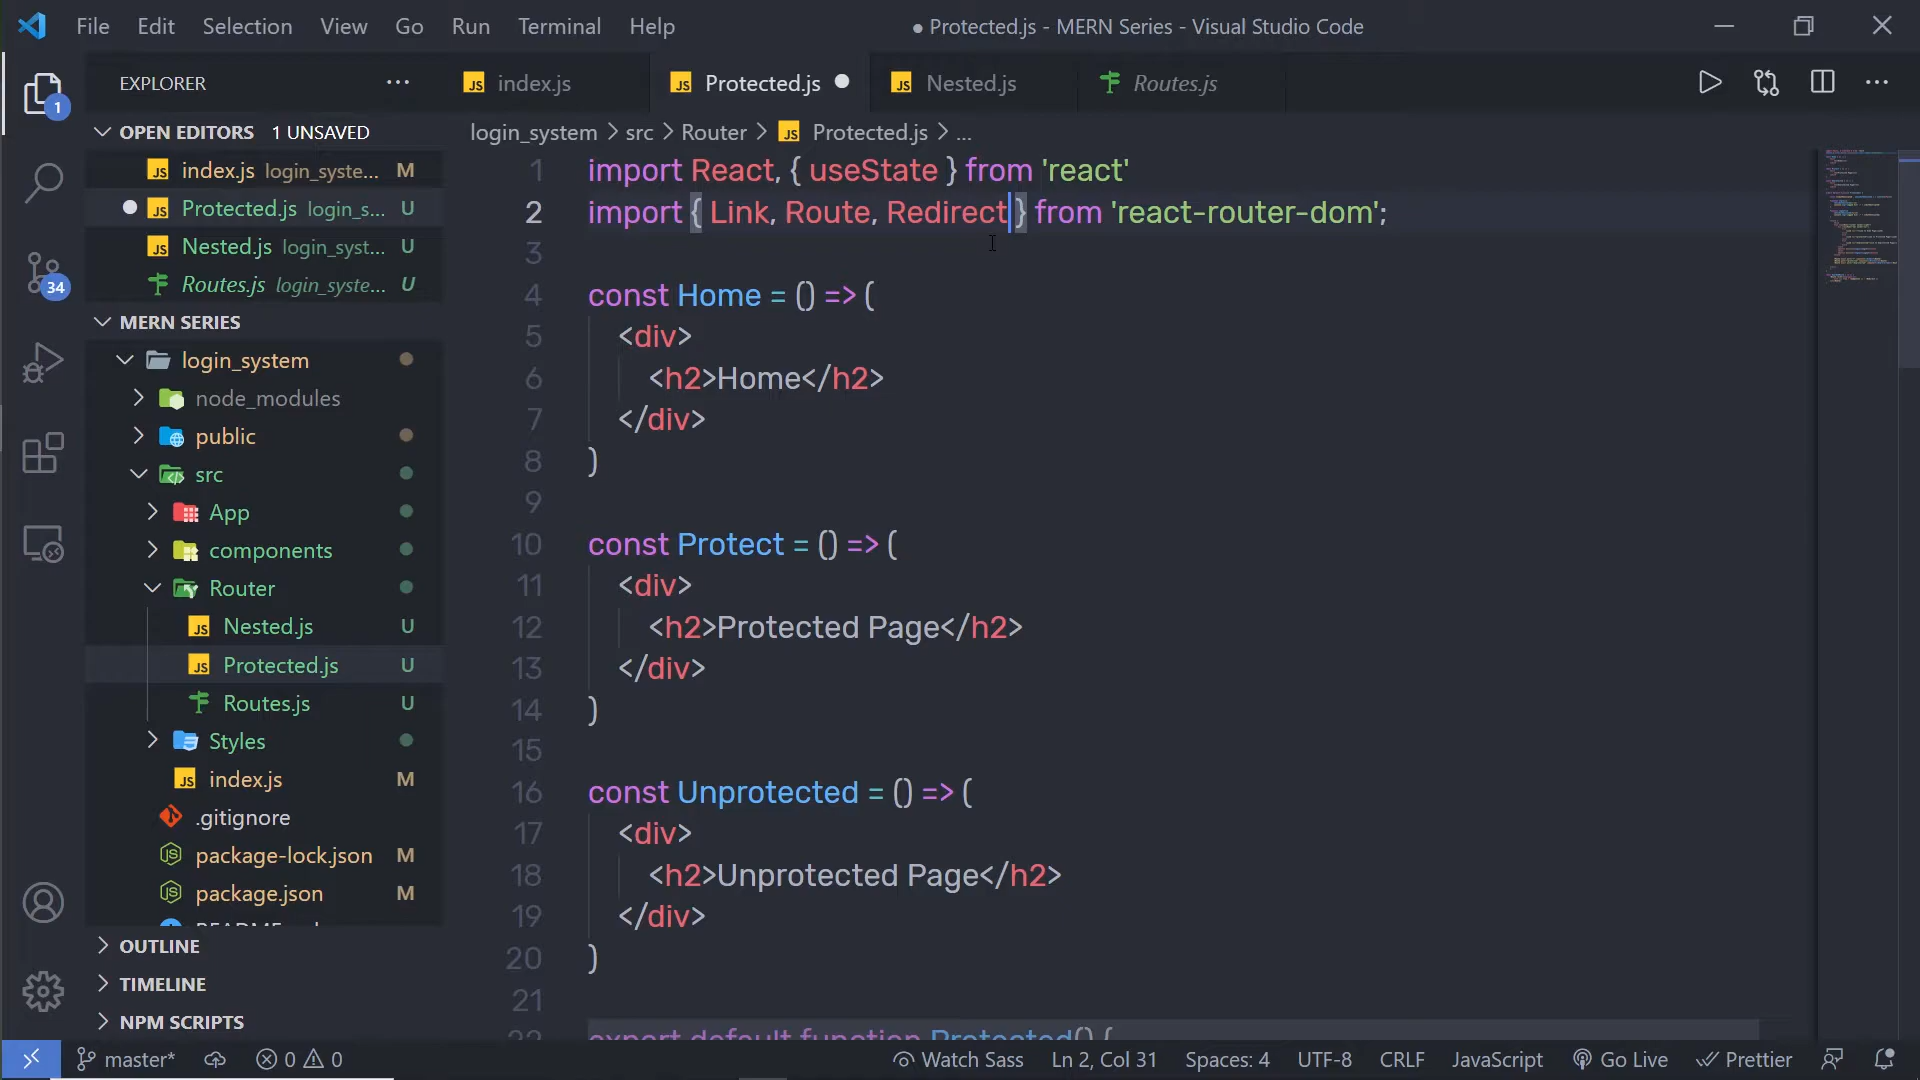 File Edit Selection View Go Run Terminal Help
● Protected.js - MERN Series - Visual Studio Code
EXPLORER ···
index.js
Protected.js
Nested.js
Routes.js
OPEN EDITORS 1 UNSAVED
index.js login_syste... M
Protected.js login_s... U
Nested.js login_syst... U
Routes.js login_syste... U
MERN SERIES
login_system
node_modules
public
src
App
components
Router
Nested.js U
Protected.js U
Routes.js U
Styles
index.js M
.gitignore
package-lock.json M
package.json M
OUTLINE
TIMELINE
NPM SCRIPTS
1
34
login_system > src > Router > JS Protected.js > ...
1 import React, { useState } from 'react'
2 import { Link, Route, Redirect } from 'react-router-dom';
3
4 const Home = () => (
5 <div>
6 <h2>Home</h2>
7 </div>
8 )
9
10 const Protect = () => (
11 <div>
12 <h2>Protected Page</h2>
13 </div>
14 )
15
16 const Unprotected = () => (
17 <div>
18 <h2>Unprotected Page</h2>
19 </div>
20 )
21
22 export default function Protected() {
master* 0 0 Watch Sass Ln 2, Col 31 Spaces: 4 UTF-8 CRLF JavaScript Go Live Prettier